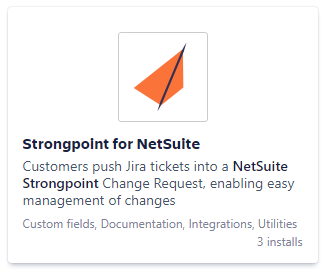 Strongpoint for NetSuite
Customers push Jira tickets into a NetSuite
Strongpoint Change Request, enabling easy
management of changes
Custom fields, Documentation, Integrations, Utilities
3 installs